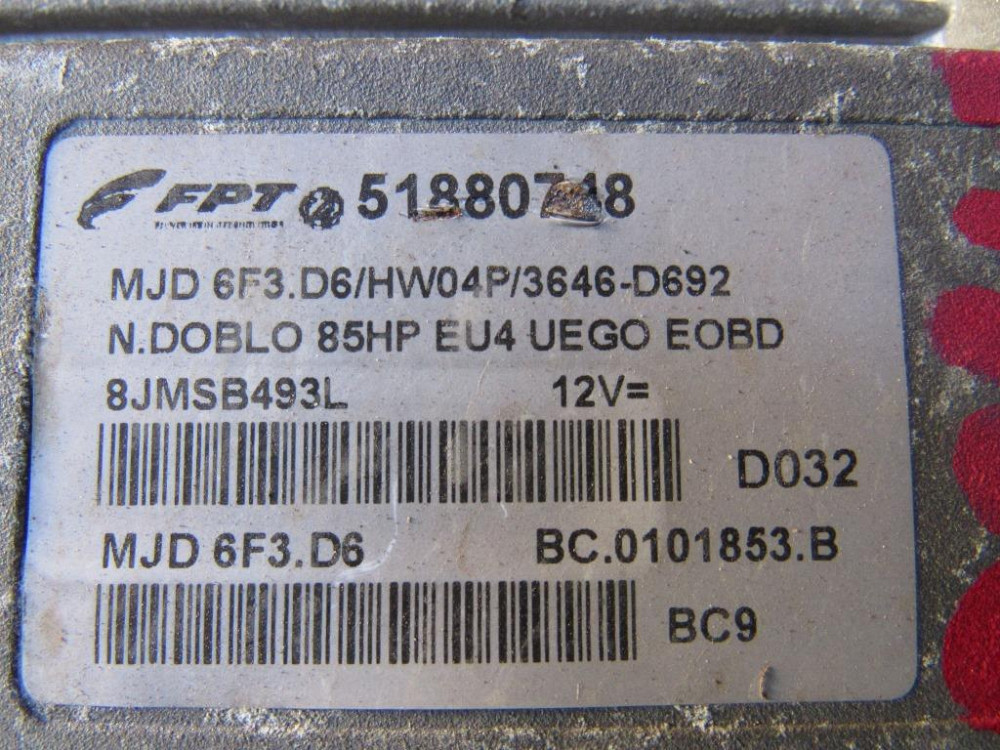 FPT 51880748
MJD 6F3.D6/HW04P/3646-D692
N.DOBLO 85HP EU4 UEGO EOBD
8JMSB493L 12V=
D032
MJD 6F3.D6 BC.0101853.B
BC9